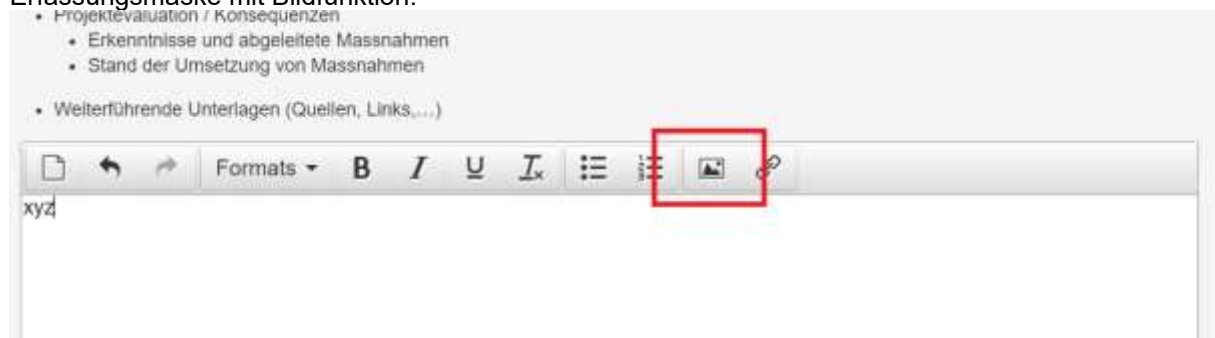 Erfassungsmaske mit Bildfunktion:
• Projektevaluation / Konsequenzen
• Erkenntnisse und abgeleitete Massnahmen
• Stand der Umsetzung von Massnahmen
• Weiterführende Unterlagen (Quellen, Links,…)
Formats B I U Ix
xyz